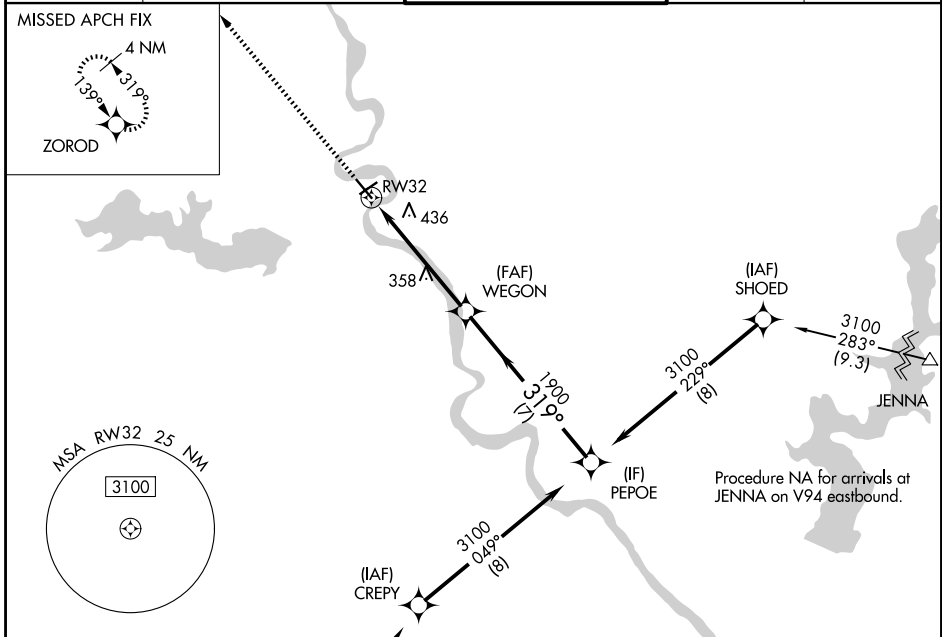 MISSED APCH FIX
4 NM
139°
319°
ZOROD
RW32
436
358
(FAF)
WEGON
(IAF)
SHOED
3100
283°
(9.3)
JENNA
3100
229°
(8)
1900
319°
(7)
(IF)
PEPOE
Procedure NA for arrivals at
JENNA on V94 eastbound.
MSA RW32 25 NM
3100
3100
049°
(8)
(IAF)
CREPY